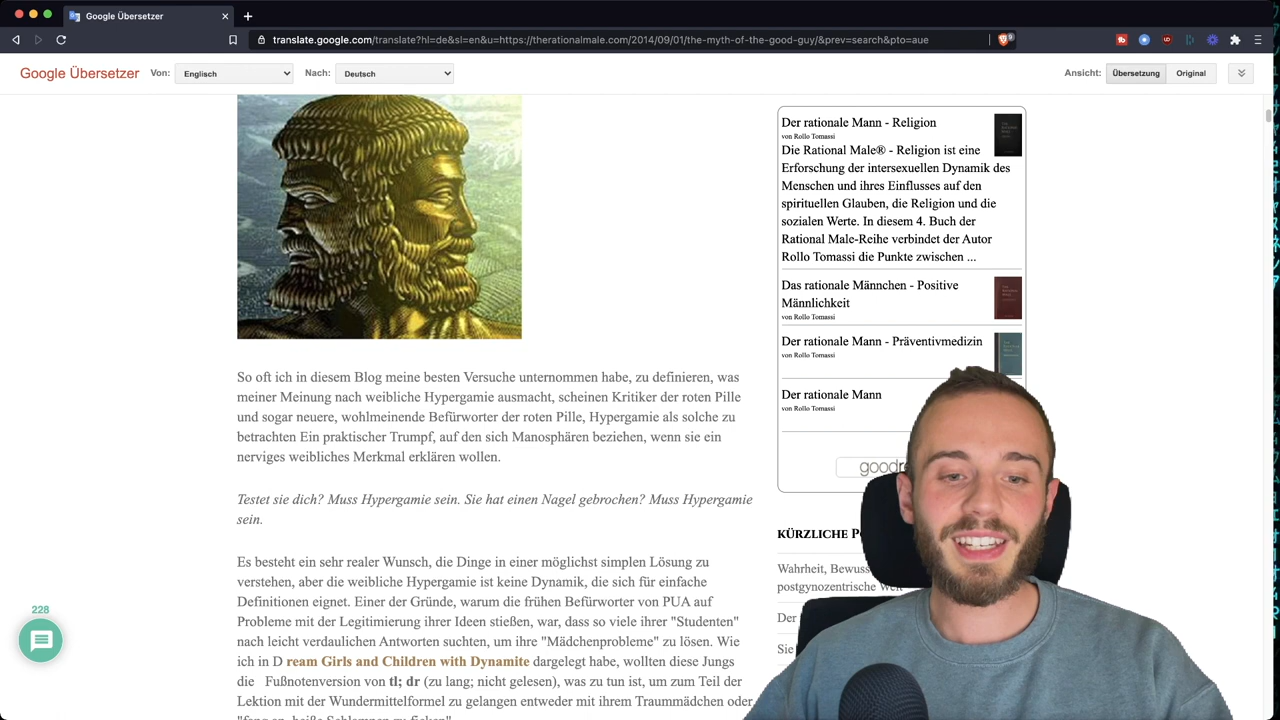 Google Übersetzer
translate.google.com/translate?hl=de&sl=en&u=https://therationalmale.com/2014/09/01/the-myth-of-the-good-guy/&prev=search&pto=aue
Google Übersetzer Von: Englisch Nach: Deutsch Ansicht: Übersetzung Original
So oft ich in diesem Blog meine besten Versuche unternommen habe, zu definieren, was
meiner Meinung nach weibliche Hypergamie ausmacht, scheinen Kritiker der roten Pille
und sogar neuere, wohlmeinende Befürworter der roten Pille, Hypergamie als solche zu
betrachten Ein praktischer Trumpf, auf den sich Manosphären beziehen, wenn sie ein
nerviges weibliches Merkmal erklären wollen.
Testet sie dich? Muss Hypergamie sein. Sie hat einen Nagel gebrochen? Muss Hypergamie
sein.
Es besteht ein sehr realer Wunsch, die Dinge in einer möglichst simplen Lösung zu
verstehen, aber die weibliche Hypergamie ist keine Dynamik, die sich für einfache
Definitionen eignet. Einer der Gründe, warum die frühen Befürworter von PUA auf
Probleme mit der Legitimierung ihrer Ideen stießen, war, dass so viele ihrer "Studenten"
nach leicht verdaulichen Antworten suchten, um ihre "Mädchenprobleme" zu lösen. Wie
ich in D ream Girls and Children with Dynamite dargelegt habe, wollten diese Jungs
die Fußnotenversion von tl; dr (zu lang; nicht gelesen), was zu tun ist, um zum Teil der
Lektion mit der Wundermittelformel zu gelangen entweder mit ihrem Traummädchen oder
Der rationale Mann - Religion
von Rollo Tomassi
Die Rational Male® - Religion ist eine
Erforschung der intersexuellen Dynamik des
Menschen und ihres Einflusses auf den
spirituellen Glauben, die Religion und die
sozialen Werte. In diesem 4. Buch der
Rational Male-Reihe verbindet der Autor
Rollo Tomassi die Punkte zwischen ...
Das rationale Männchen - Positive
Männlichkeit
von Rollo Tomassi
Der rationale Mann - Präventivmedizin
von Rollo Tomassi
Der rationale Mann
von Rollo Tomassi
goodre
KÜRZLICHE P
Wahrheit, Bewuss
postgynozentrische Welt
Der
Sie
228